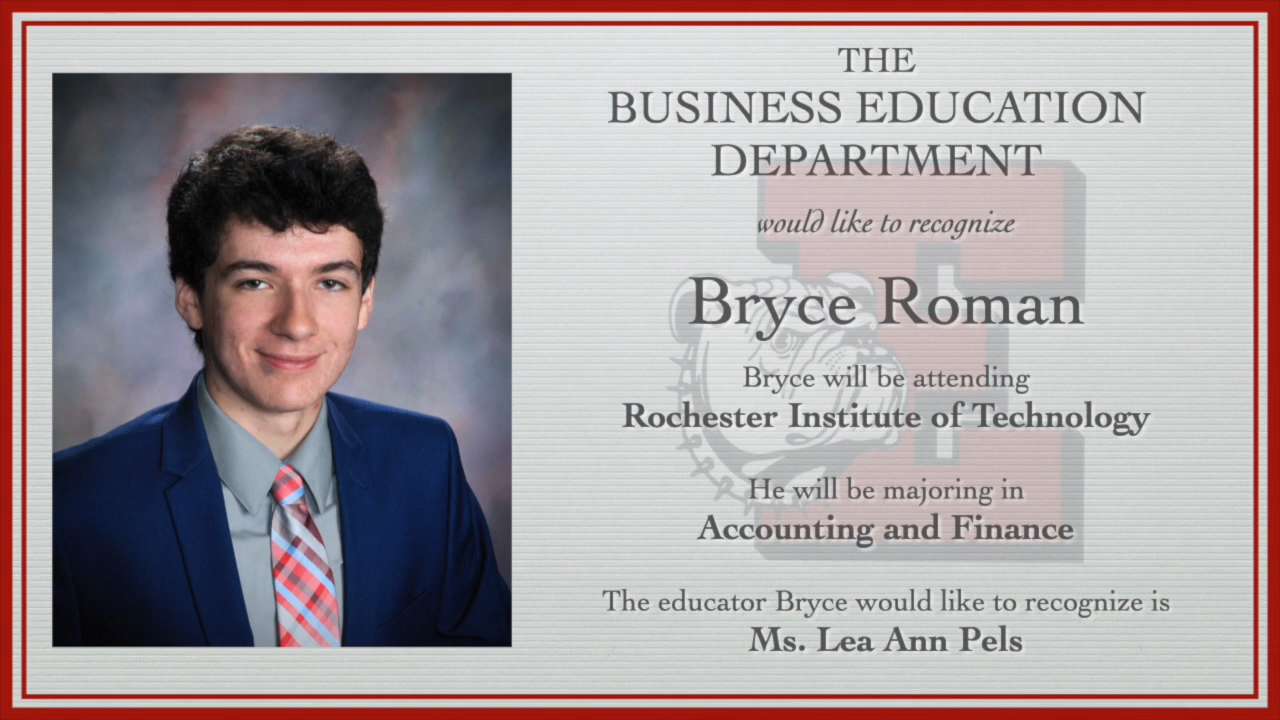 THE
BUSINESS EDUCATION
DEPARTMENT
would like to recognize
Bryce Roman
Bryce will be attending
Rochester Institute of Technology
He will be majoring in
Accounting and Finance
The educator Bryce would like to recognize is
Ms. Lea Ann Pels